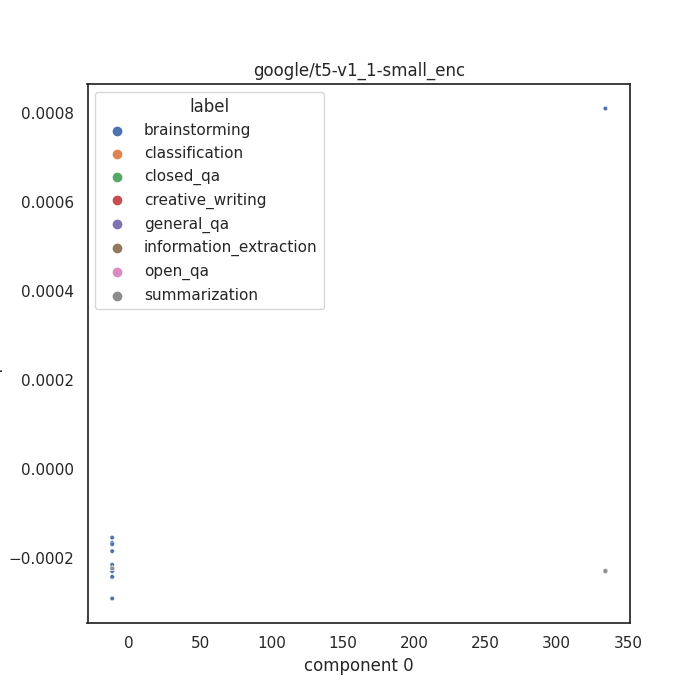 google/t5-v1_1-small_enc
label
brainstorming
classification
closed_qa
creative_writing
general_qa
information_extraction
open_qa
summarization
0.0008
0.0006
0.0004
0.0002
0.0000
−0.0002
0 50 100 150 200 250 300 350
component 0